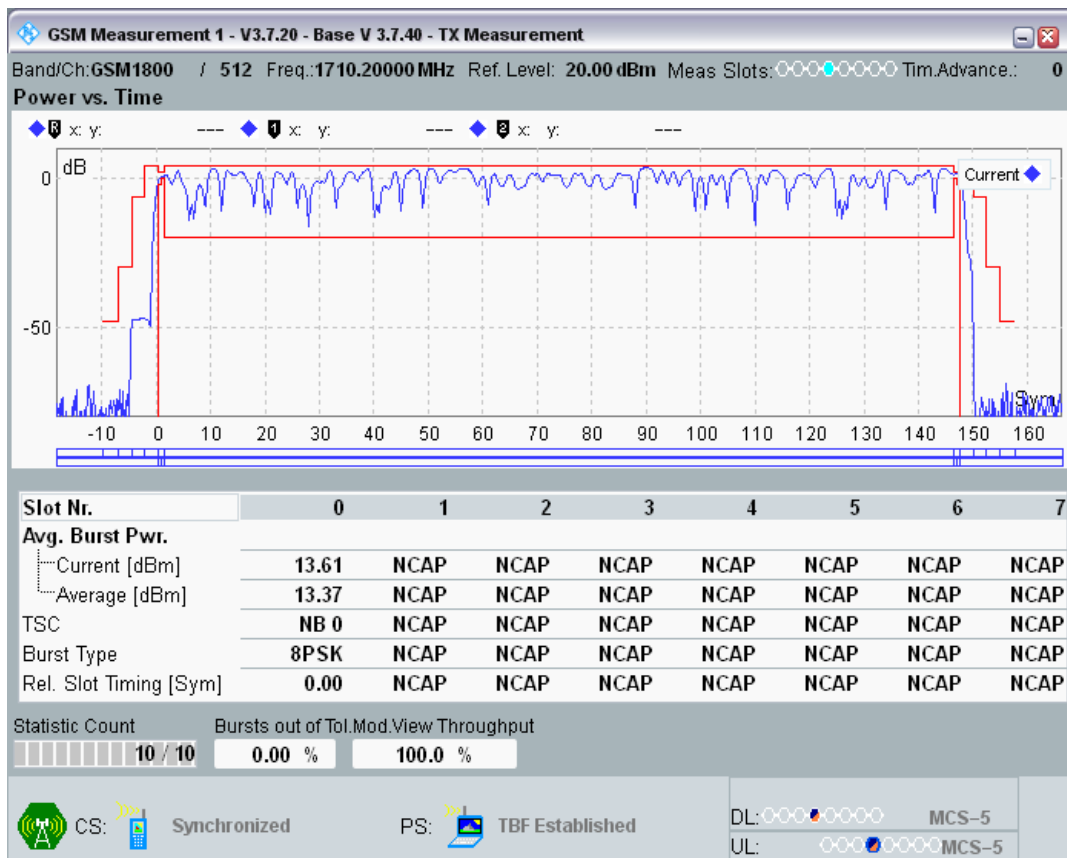 GSM Measurement 1 - V3.7.20 - Base V 3.7.40 - TX Measurement
Band/Ch:GSM1800 / 512 Freq.:1710.20000 MHz Ref. Level: 20.00 dBm Meas Slots: Tim.Advance.: 0
Power vs. Time
R x: y: --- 1 x: y: --- 2 x: y: ---
dB
Current
0
-50
Sym
-10 0 10 20 30 40 50 60 70 80 90 100 110 120 130 140 150 160
Slot Nr. 0 1 2 3 4 5 6 7
Avg. Burst Pwr.
Current [dBm] 13.61 NCAP NCAP NCAP NCAP NCAP NCAP NCAP
Average [dBm] 13.37 NCAP NCAP NCAP NCAP NCAP NCAP NCAP
TSC NB 0 NCAP NCAP NCAP NCAP NCAP NCAP NCAP
Burst Type 8PSK NCAP NCAP NCAP NCAP NCAP NCAP NCAP
Rel. Slot Timing [Sym] 0.00 NCAP NCAP NCAP NCAP NCAP NCAP NCAP
Statistic Count Bursts out of Tol.Mod.View Throughput
10 / 10 0.00 % 100.0 %
CS: Synchronized PS: TBF Established DL: MCS-5
UL: MCS-5